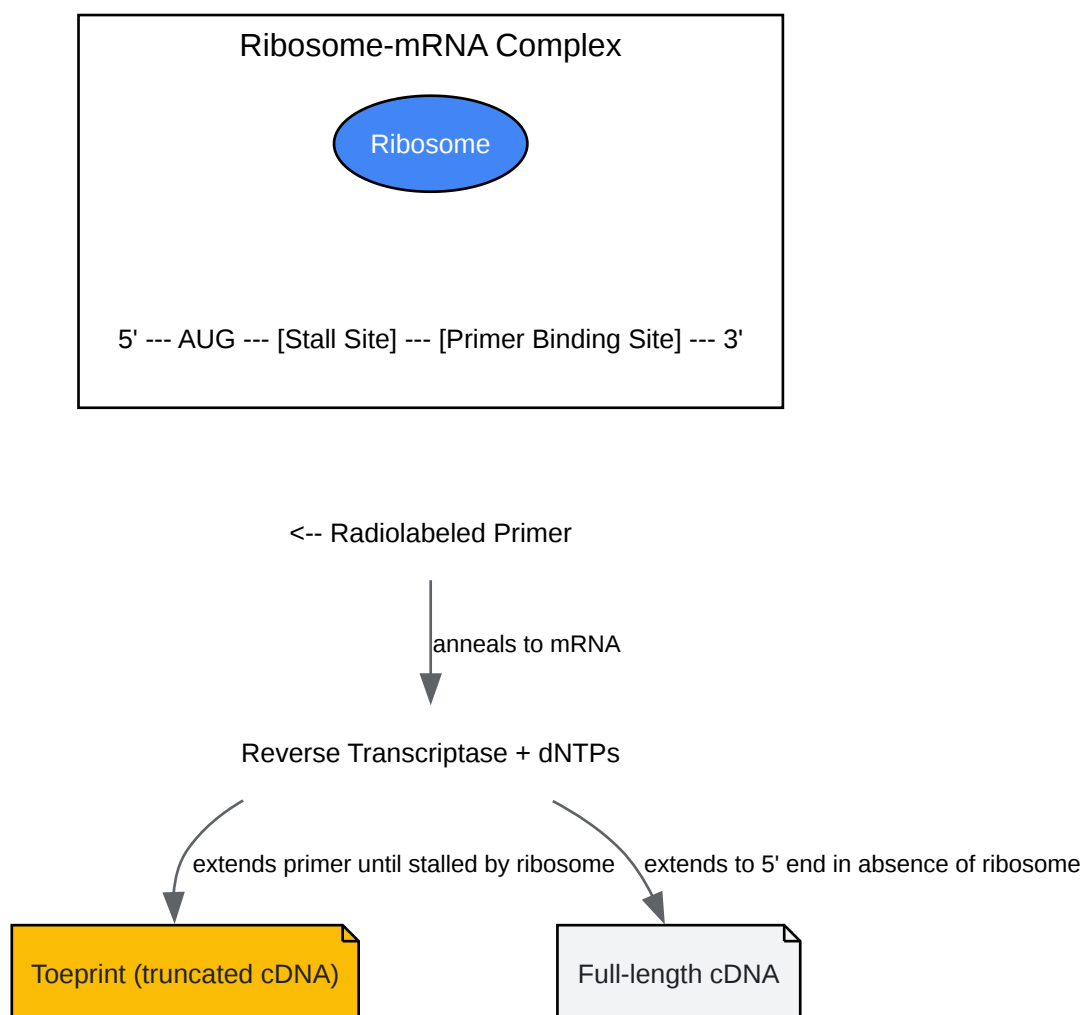 Ribosome-mRNA Complex
Ribosome
5' --- AUG --- [Stall Site] --- [Primer Binding Site] --- 3'
<-- Radiolabeled Primer
anneals to mRNA
Reverse Transcriptase + dNTPs
extends primer until stalled by ribosome
extends to 5' end in absence of ribosome
Toeprint (truncated cDNA)
Full-length cDNA